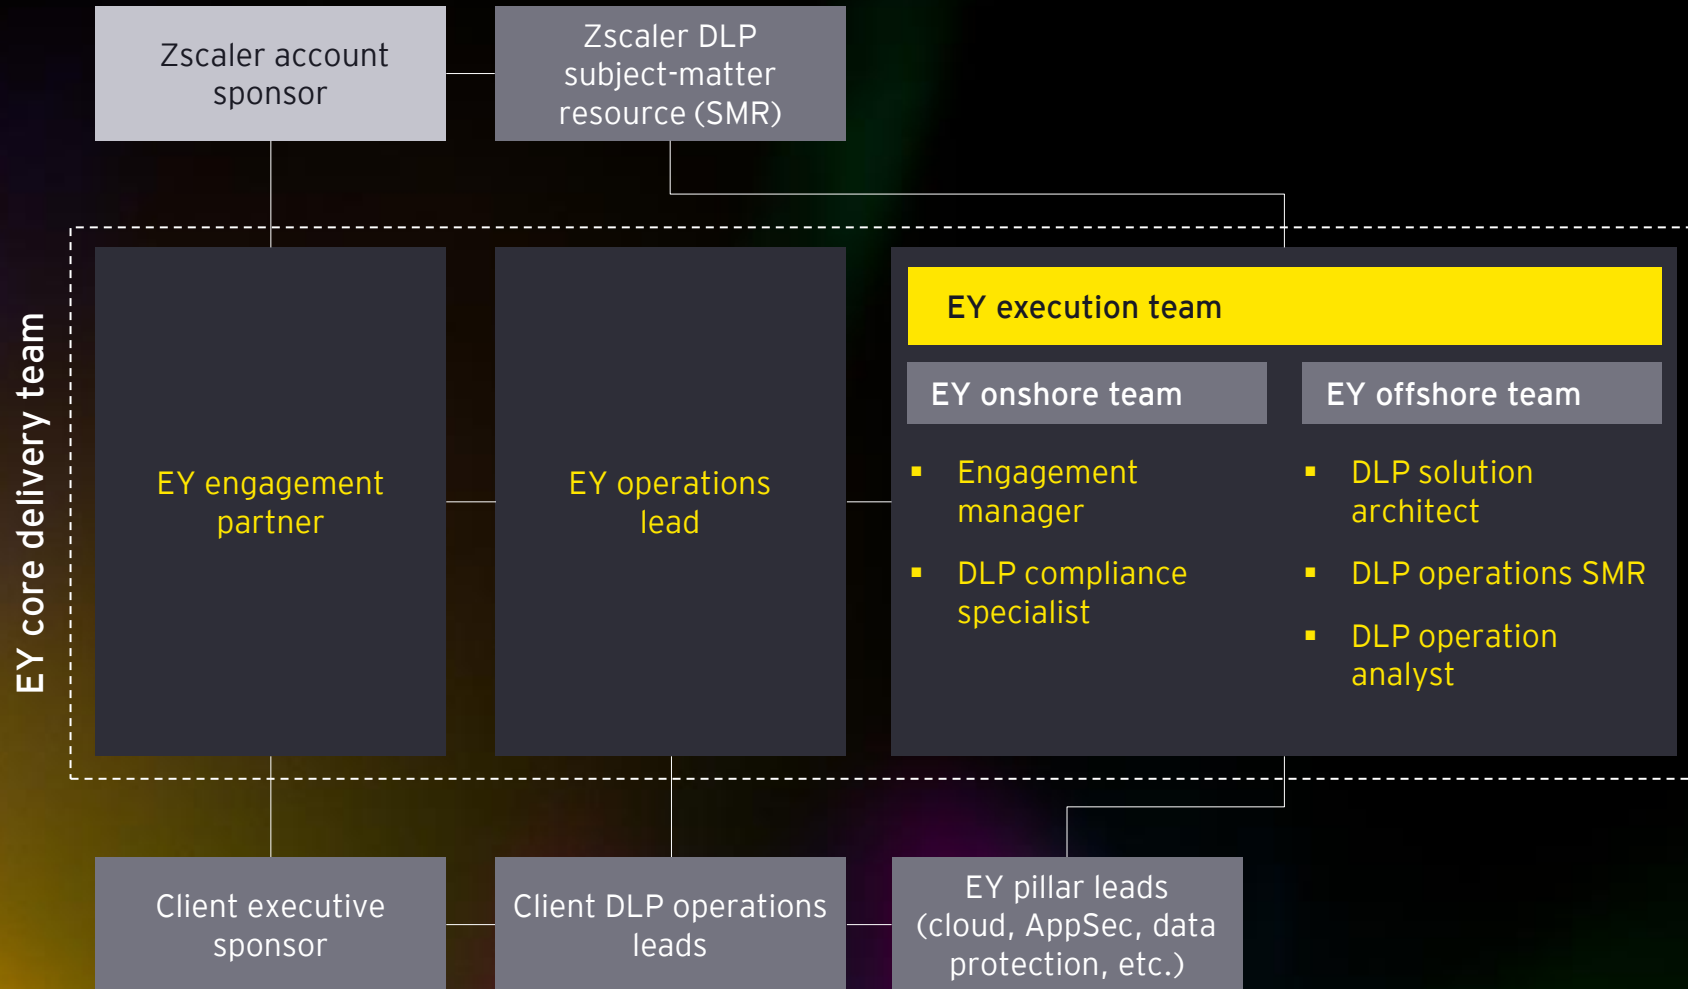 Zscaler account
sponsor
Zscaler DLP
subject-matter
resource (SMR)
EY core delivery team
EY engagement
partner
EY operations
lead
EY execution team
EY onshore team
▪ Engagement
manager
▪ DLP compliance
specialist
EY offshore team
▪ DLP solution
architect
▪ DLP operations SMR
▪ DLP operation
analyst
Client executive
sponsor
Client DLP operations
leads
EY pillar leads
(cloud, AppSec, data
protection, etc.)